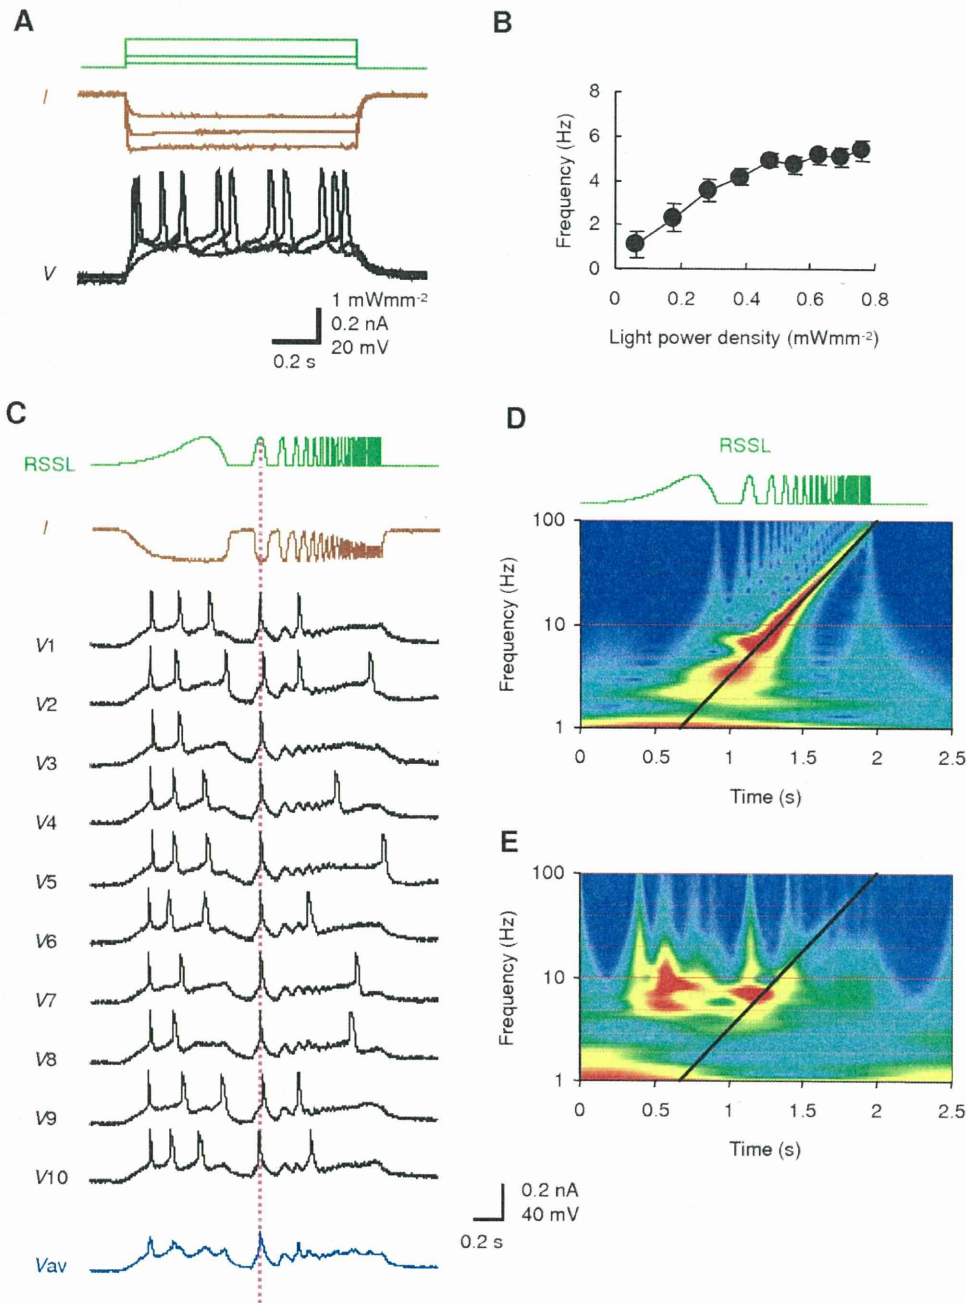 A
I
V
1 mWmm-2
0.2 nA
20 mV
0.2 s
B
Frequency (Hz)
8
6
4
2
0
0 0.2 0.4 0.6 0.8
Light power density (mWmm-2)
C
RSSL
I
V1
V2
V3
V4
V5
V6
V7
V8
V9
V10
Vav
0.2 nA
40 mV
0.2 s
D
RSSL
Frequency (Hz)
100
10
1
0 0.5 1 1.5 2 2.5
Time (s)
E
Frequency (Hz)
100
10
1
0 0.5 1 1.5 2 2.5
Time (s)